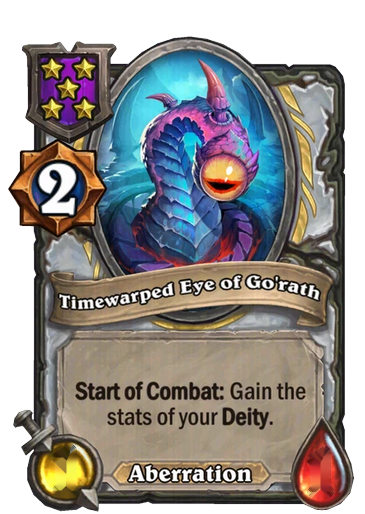 2
Timewarped Eye of Go'rath
Start of Combat: Gain the
stats of your Deity.
Aberration